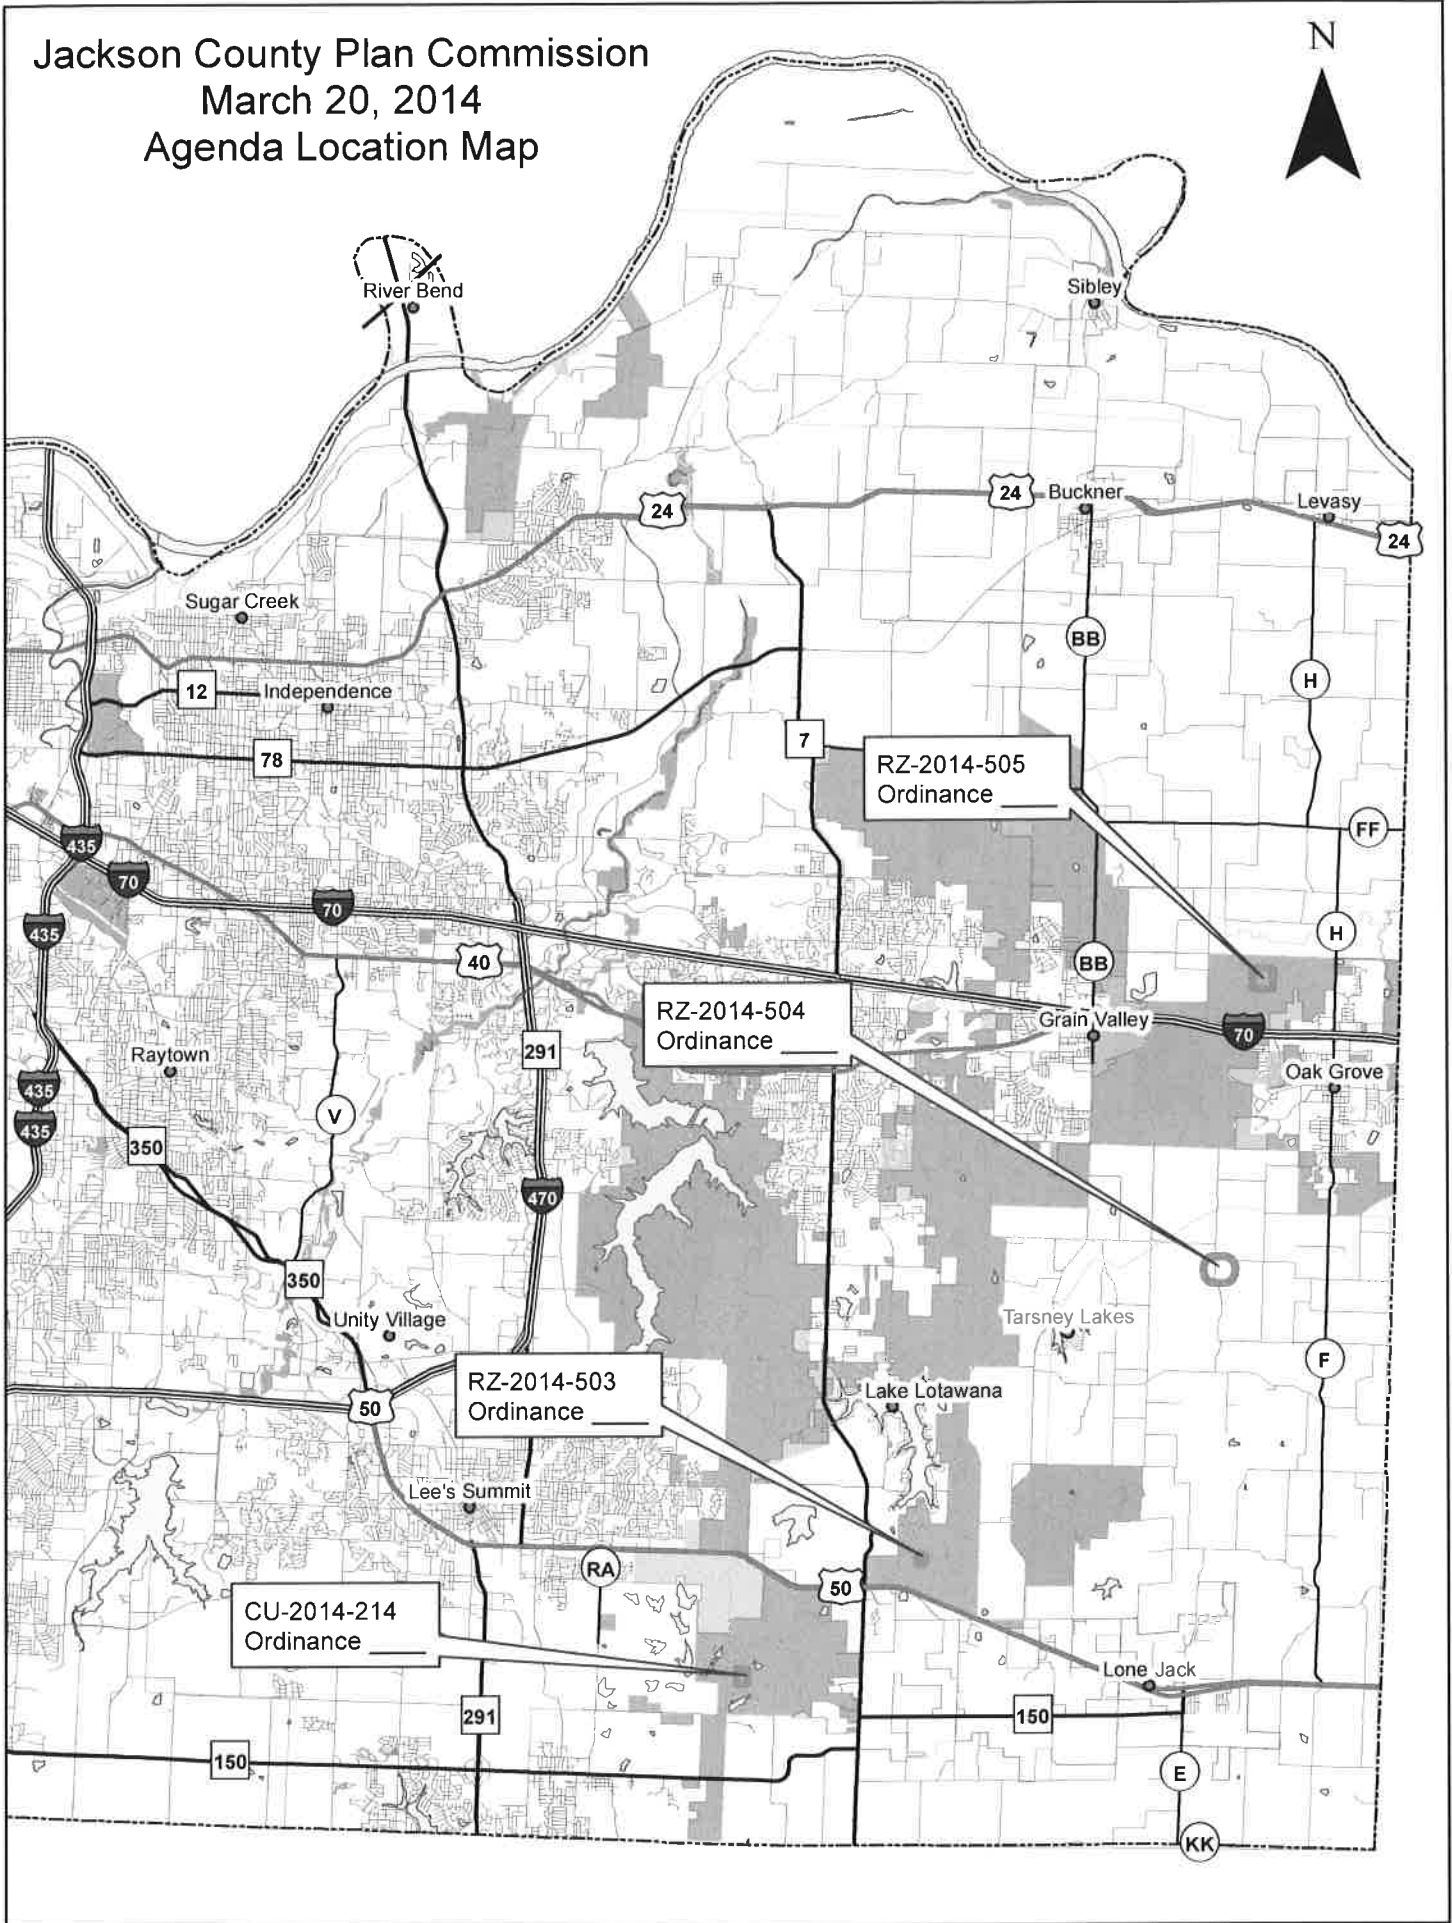 Jackson County Plan Commission
March 20, 2014
Agenda Location Map
N
River Bend
Sibley
7
24
24
Buckner
Levasy
24
Sugar Creek
BB
12
Independence
H
7
78
RZ-2014-505
Ordinance ____
FF
435
70
70
435
H
40
BB
RZ-2014-504
Ordinance ____
Grain Valley
70
291
Raytown
Oak Grove
435
435
V
350
470
350
Unity Village
Tarsney Lakes
F
RZ-2014-503
Ordinance ____
Lake Lotawana
50
Lee's Summit
RA
50
CU-2014-214
Ordinance ____
Lone Jack
291
150
150
E
KK